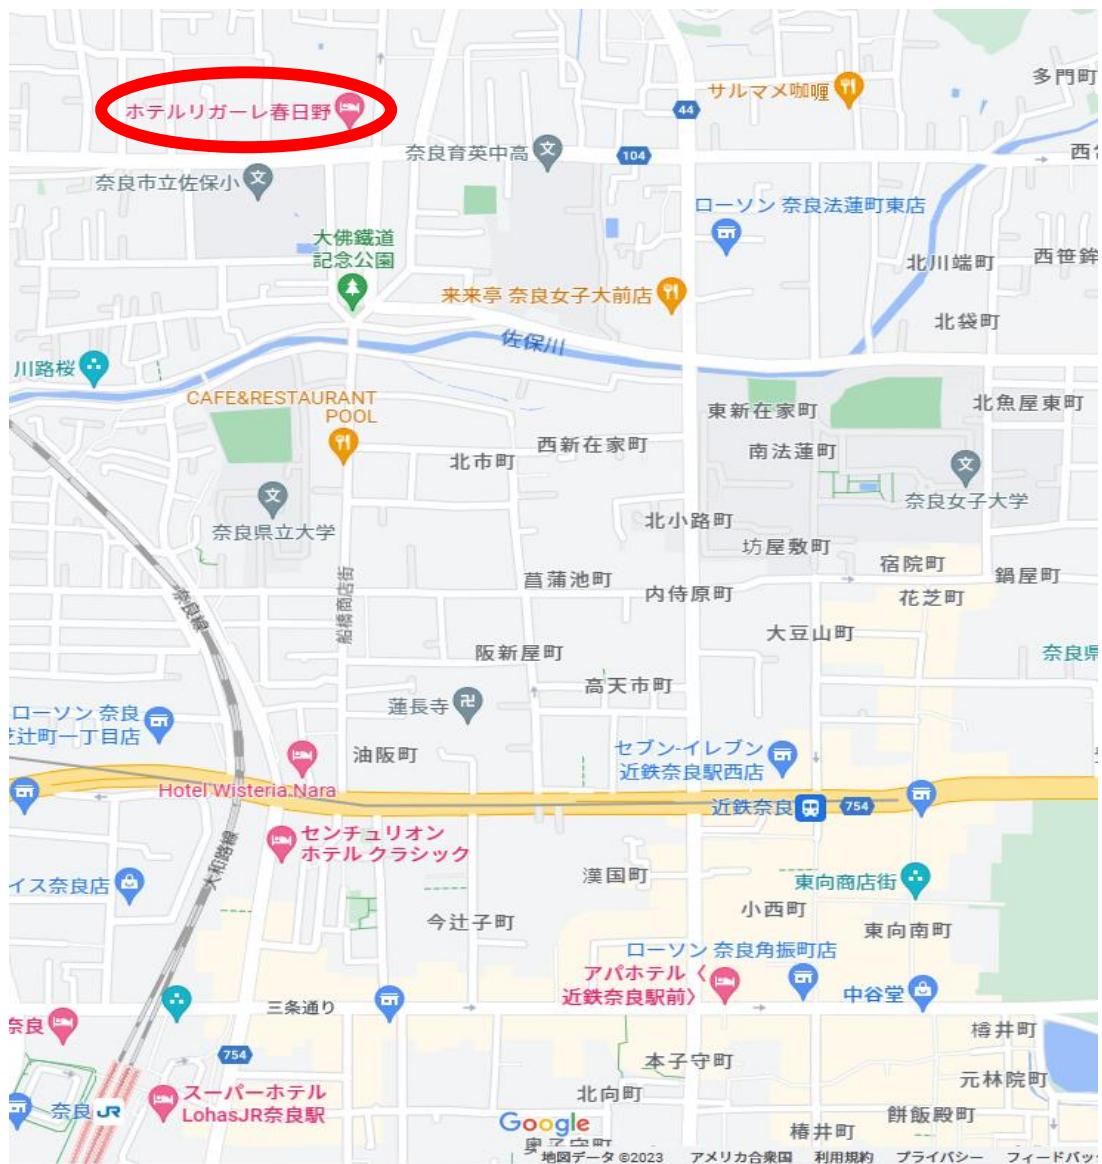 多門町
サルマメ咖喱
ホテルリガーレ春日野
44
奈良育英中高
104
奈良市立佐保小
ローソン 奈良法蓮町東店
大佛鐵道
記念公園
北川端町
西笹鉾
来来亭 奈良女子大前店
北袋町
佐保川
川路桜
CAFE&RESTAURANT
POOL
東新在家町
北魚屋東町
西新在家町
南法蓮町
北市町
奈良女子大学
奈良県立大学
北小路町
坊屋敷町
宿院町
鍋屋町
菖蒲池町
内侍原町
花芝町
奈良線
船橋商店街
大豆山町
阪新屋町
奈良県
高天市町
蓮長寺
ローソン 奈良
芝辻町一丁目店
油阪町
セブン-イレブン
近鉄奈良駅西店
Hotel Wisteria Nara
近鉄奈良
754
センチュリオン
ホテル クラシック
大和路線
漢国町
イス奈良店
東向商店街
小西町
今辻子町
東向南町
ローソン 奈良角振町店
アパホテル〈
近鉄奈良駅前〉
中谷堂
三条通り
奈良
樽井町
754
本子守町
元林院町
スーパーホテル
LohasJR奈良駅
北向町
奈良 JR
餅飯殿町
Google
椿井町
地図データ ©2023 アメリカ合衆国 利用規約 プライバシー フィードバッ